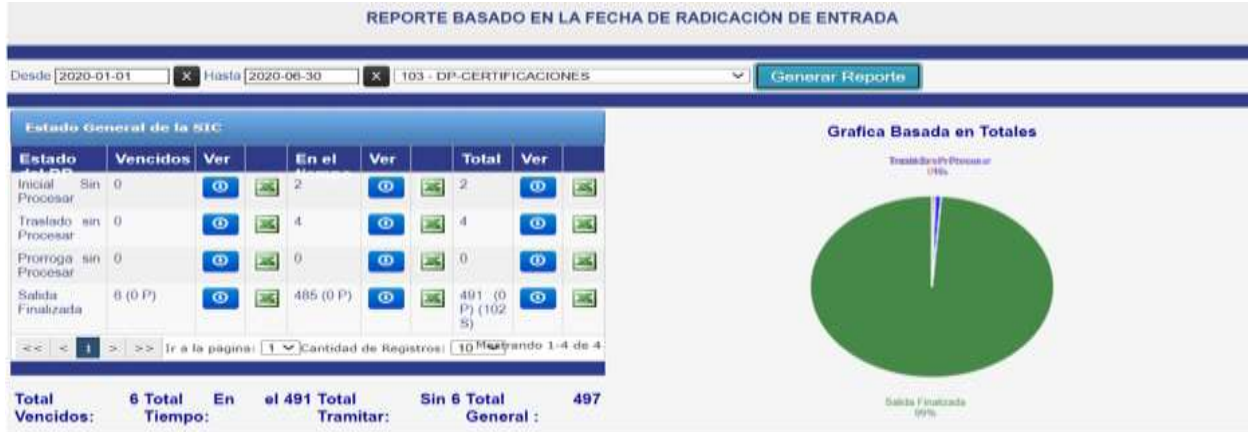 REPORTE BASADO EN LA FECHA DE RADICACIÓN DE ENTRADA
Desde 2020-01-01 X Hasta 2020-06-30 X 103 - DP-CERTIFICACIONES Generar Reporte
Estado General de la SIC
Estado Vencidos Ver En el Ver Total Ver
Inicial Sin Procesar 0 2 2
Traslado sin Procesar 0 4 4
Prorroga sin Procesar 0 0 0
Salida Finalizada 6 (0 P) 485 (0 P) 491 (0 P) (102 S)
<< < 1 > >> Ir a la pagina: 1 Cantidad de Registros: 10 Mostrando 1-4 de 4
Total Vencidos: 6 Total En el Tiempo: 491 Total Sin Tramitar: 6 Total General : 497
Grafica Basada en Totales
Salida Finalizada
99%